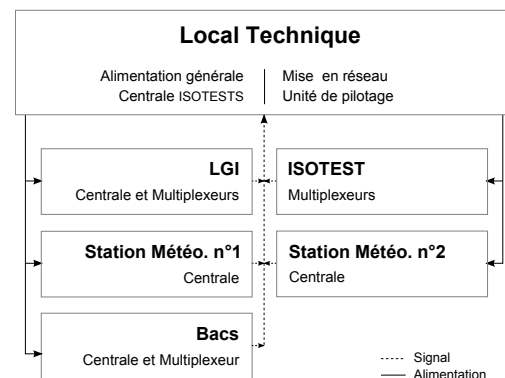 Local Technique
Alimentation générale
Centrale ISOTESTS
Mise en réseau
Unité de pilotage
LGI
Centrale et Multiplexeurs
ISOTEST
Multiplexeurs
Station Météo. n°1
Centrale
Station Météo. n°2
Centrale
Bacs
Centrale et Multiplexeur
Signal
Alimentation